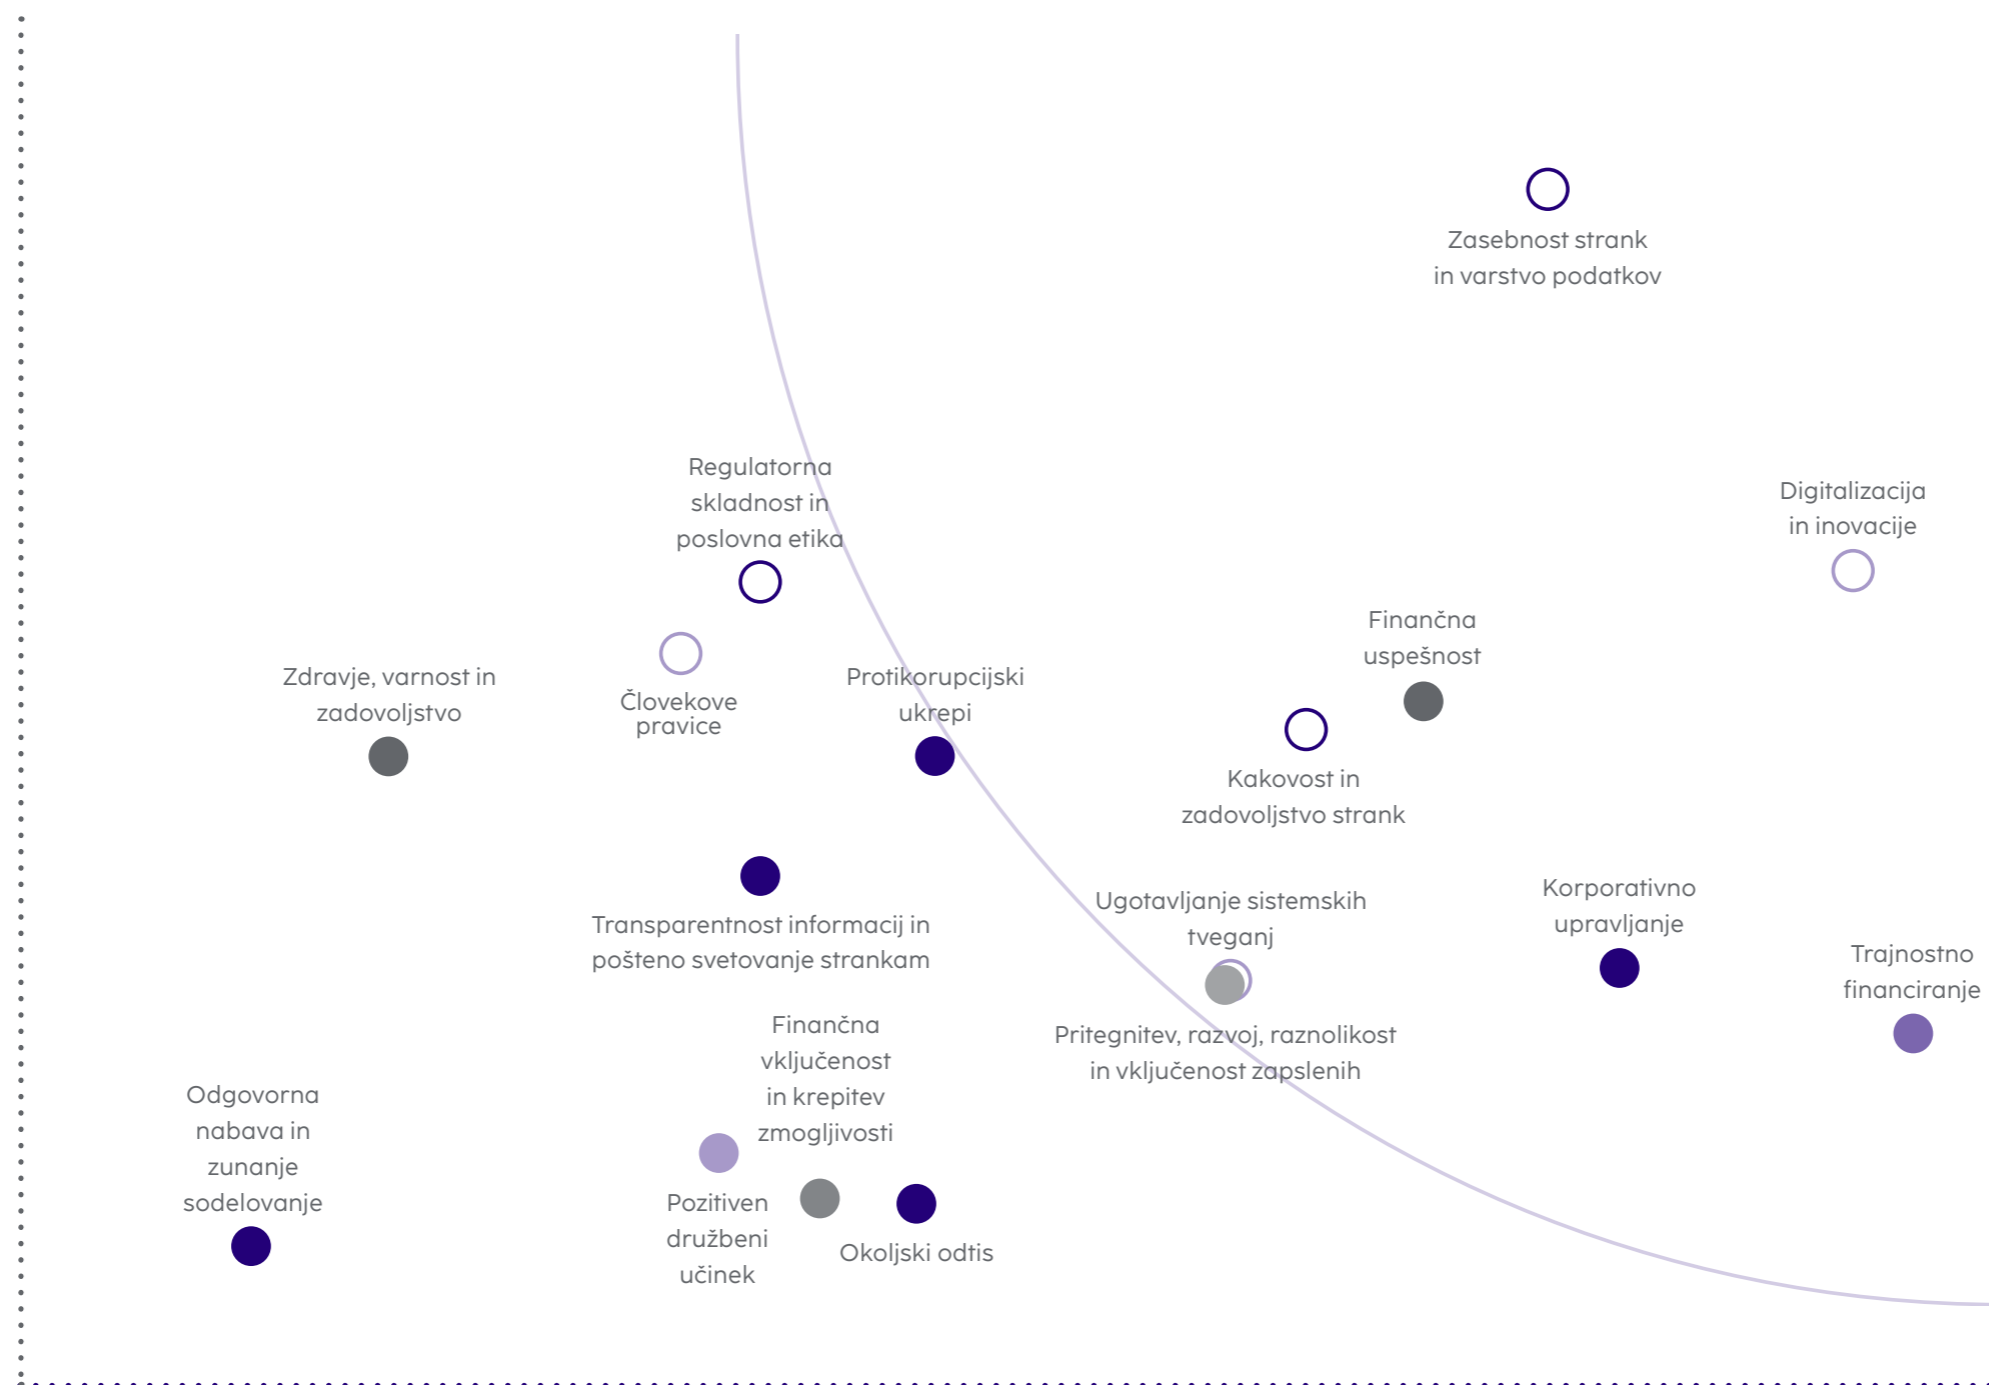 Zasebnost strank
in varstvo podatkov
Regulatorna
skladnost in
poslovna etika
Digitalizacija
in inovacije
Finančna
uspešnost
Zdravje, varnost in
zadovoljstvo
Človekove
pravice
Protikorupcijski
ukrepi
Kakovost in
zadovoljstvo strank
Ugotavljanje sistemskih
tveganj
Korporativno
upravljanje
Transparentnost informacij in
pošteno svetovanje strankam
Trajnostno
financiranje
Finančna
vključenost
in krepitev
zmogljivosti
Pritegnitev, razvoj, raznolikost
in vključenost zapslenih
Odgovorna
nabava in
zunanje
sodelovanje
Pozitiven
družbeni
učinek
Okoljski odtis